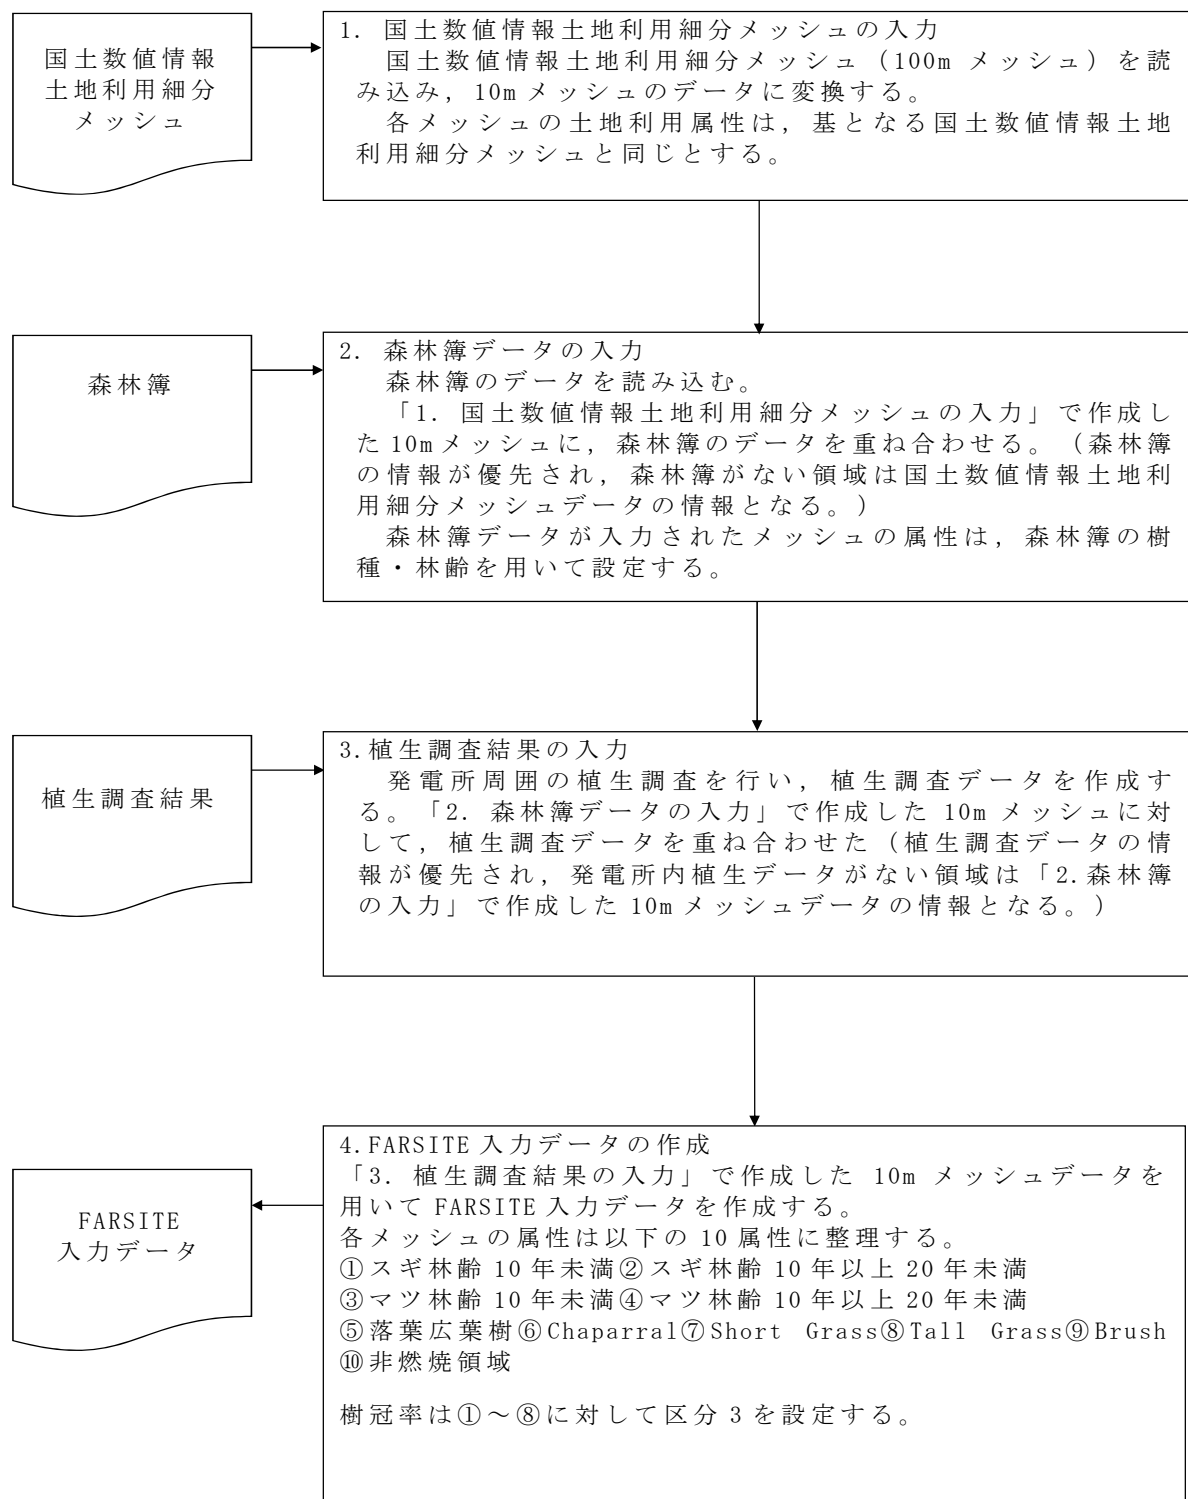 国土数値情報
土地利用細分
メッシュ
1. 国土数値情報土地利用細分メッシュの入力
国土数値情報土地利用細分メッシュ（100m メッシュ）を読
み込み，10m メッシュのデータに変換する。
各メッシュの土地利用属性は，基となる国土数値情報土地
利用細分メッシュと同じとする。
森林簿
2. 森林簿データの入力
森林簿のデータを読み込む。
「1. 国土数値情報土地利用細分メッシュの入力」で作成し
た 10m メッシュに，森林簿のデータを重ね合わせる。（森林簿
の情報が優先され，森林簿がない領域は国土数値情報土地利
用細分メッシュデータの情報となる。）
森林簿データが入力されたメッシュの属性は，森林簿の樹
種・林齢を用いて設定する。
植生調査結果
3.植生調査結果の入力
発電所周囲の植生調査を行い，植生調査データを作成す
る。「2. 森林簿データの入力」で作成した 10m メッシュに対
して，植生調査データを重ね合わせた（植生調査データの情
報が優先され，発電所内植生データがない領域は「2.森林簿
の入力」で作成した 10m メッシュデータの情報となる。）
FARSITE
入力データ
4.FARSITE 入力データの作成
「3. 植生調査結果の入力」で作成した 10m メッシュデータを
用いて FARSITE 入力データを作成する。
各メッシュの属性は以下の 10 属性に整理する。
①スギ林齢 10 年未満②スギ林齢 10 年以上 20 年未満
③マツ林齢 10 年未満④マツ林齢 10 年以上 20 年未満
⑤落葉広葉樹⑥Chaparral⑦Short Grass⑧Tall Grass⑨Brush
⑩非燃焼領域
樹冠率は①～⑧に対して区分 3 を設定する。